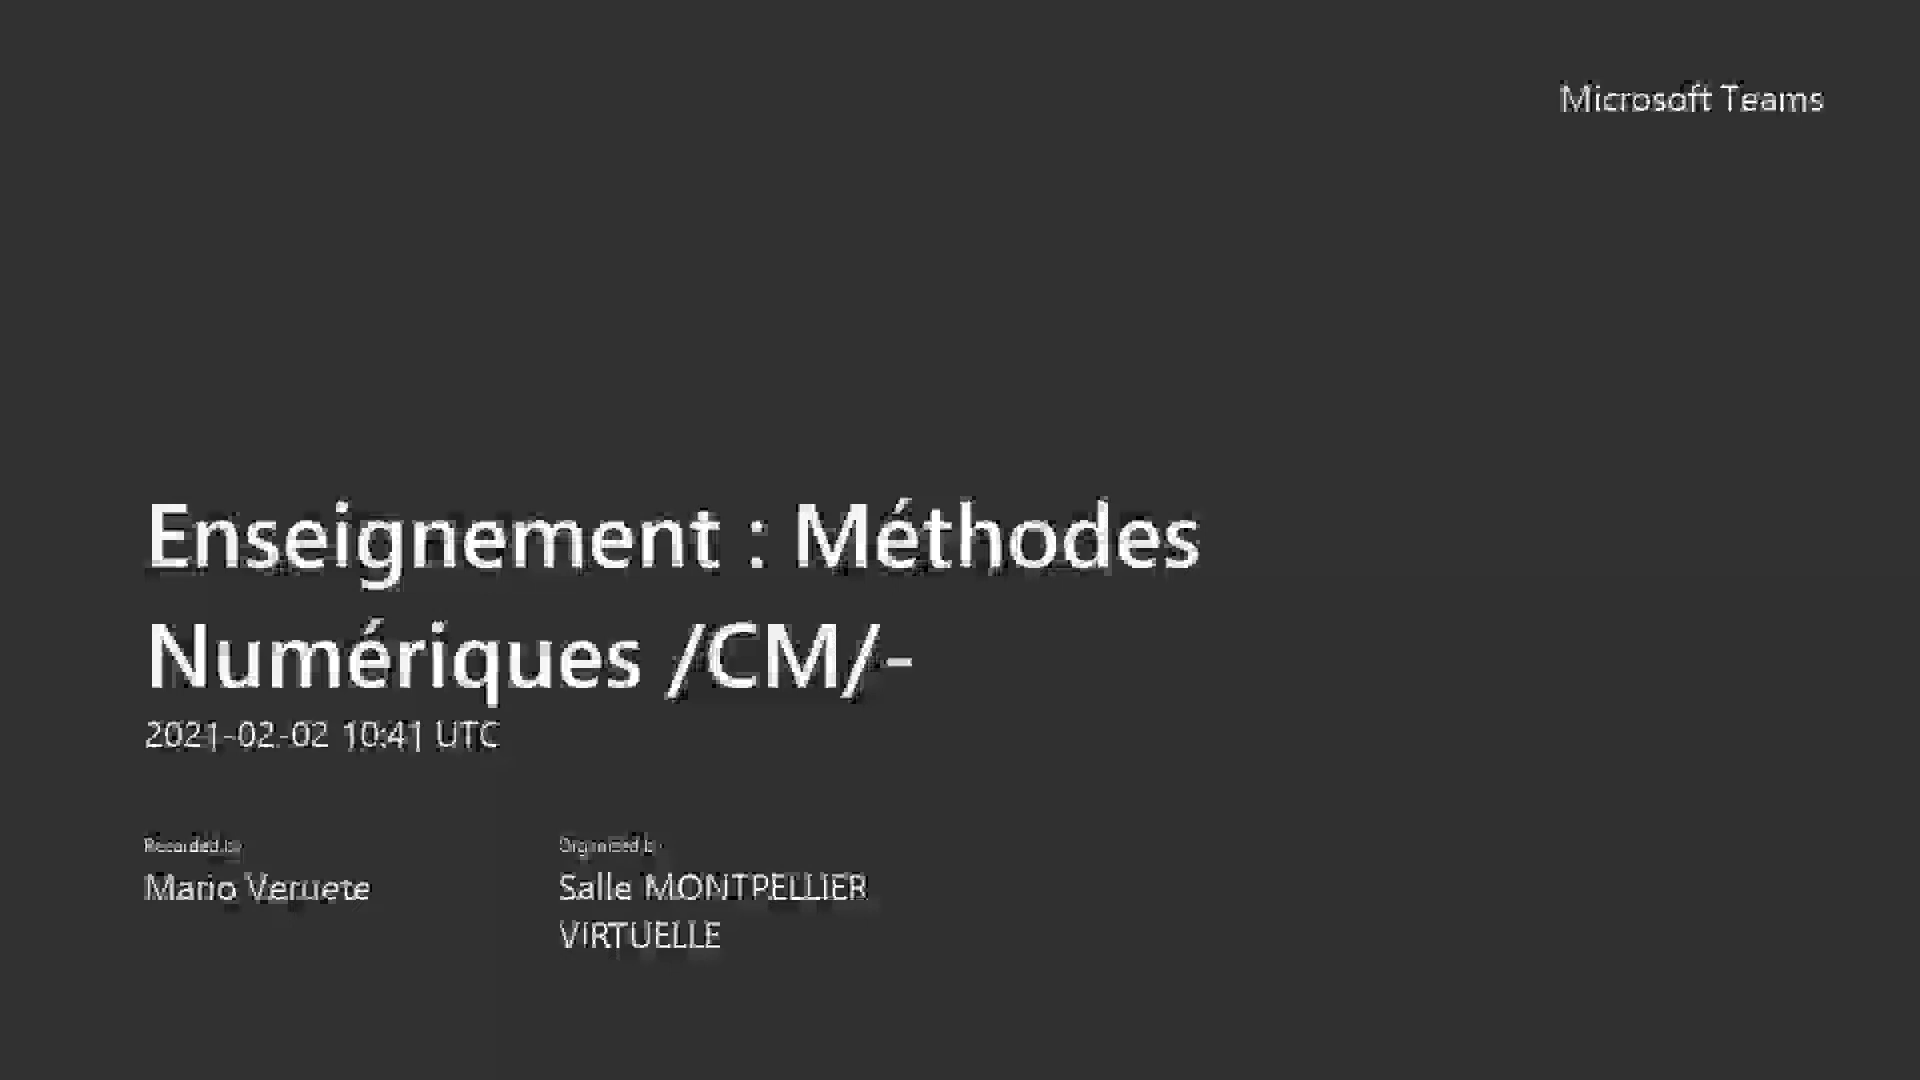 Microsoft Teams
Enseignement : Méthodes
Numériques /CM/-
2021-02-02 10:41 UTC
Recorded by
Organized by
Mario Veruete
Salle MONTPELLIER
VIRTUELLE